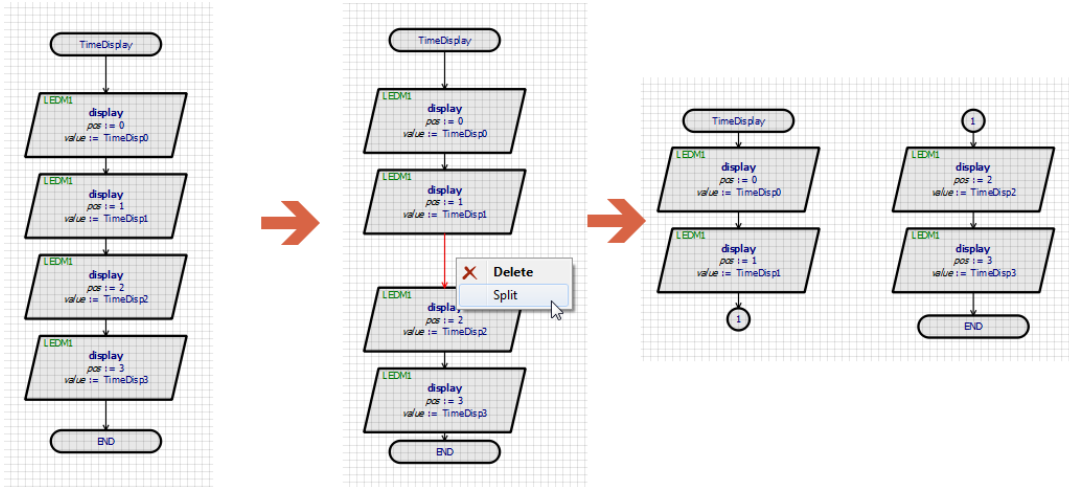 TimeDisplay
LEDM1
display
pos := 0
value := TimeDisp0
LEDM1
display
pos := 1
value := TimeDisp1
LEDM1
display
pos := 2
value := TimeDisp2
LEDM1
display
pos := 3
value := TimeDisp3
END
TimeDisplay
LEDM1
display
pos := 0
value := TimeDisp0
LEDM1
display
pos := 1
value := TimeDisp1
Delete
Split
display
pos := 2
value := TimeDisp2
LEDM1
display
pos := 3
value := TimeDisp3
END
TimeDisplay
LEDM1
display
pos := 0
value := TimeDisp0
LEDM1
display
pos := 1
value := TimeDisp1
1
1
LEDM1
display
pos := 2
value := TimeDisp2
LEDM1
display
pos := 3
value := TimeDisp3
END